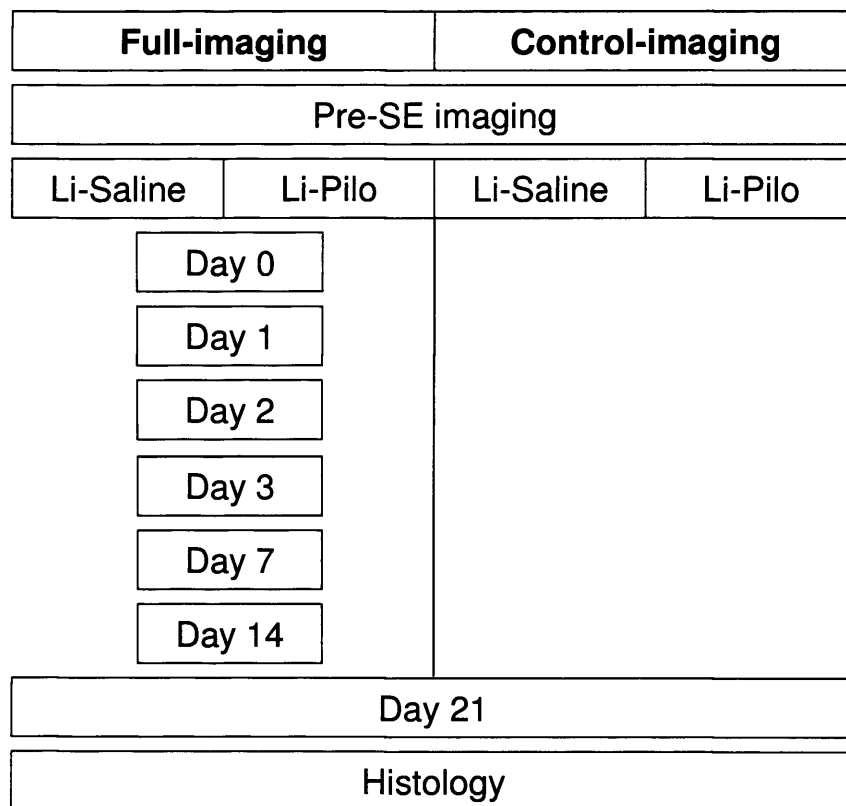 Full-imaging Control-imaging
Pre-SE imaging
Li-Saline Li-Pilo Li-Saline Li-Pilo
Day 0
Day 1
Day 2
Day 3
Day 7
Day 14
Day 21
Histology